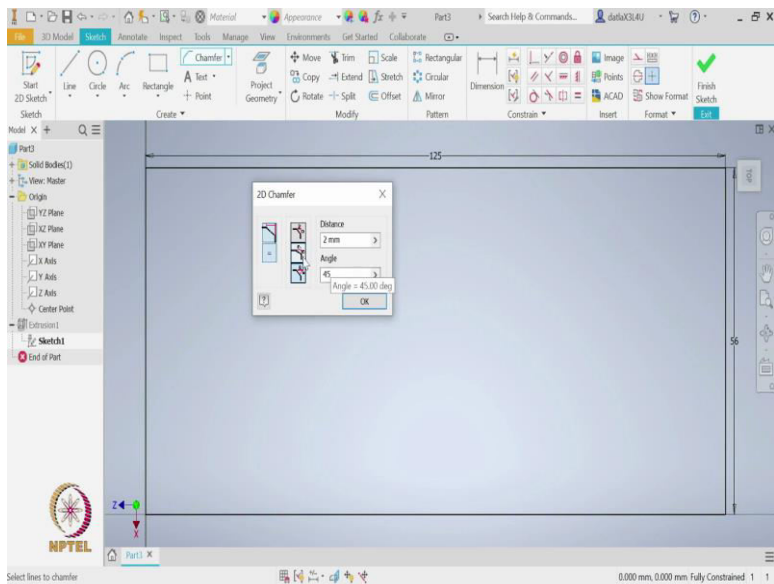 Material
Appearance
Part3
Search Help & Commands...
datlaX3L4U
File 3D Model Sketch Annotate Inspect Tools Manage View Environments Get Started Collaborate
Start 2D Sketch
Line
Circle
Arc
Rectangle
Chamfer
A Text
Point
Project Geometry
Move Trim Scale
Copy Extend Stretch
Rotate Split Offset
Rectangular
Circular
Mirror
Dimension
Image
Points
ACAD
Show Format
Finish Sketch
Sketch Create Modify Pattern Constrain Insert Format Exit
Model X +
Part3
Solid Bodies(1)
View: Master
Origin
YZ Plane
XZ Plane
XY Plane
X Axis
Y Axis
Z Axis
Center Point
Extrusion1
Sketch1
End of Part
125
TOP
2D Chamfer X
Distance
2 mm
Angle
45
Angle = 45.00 deg
=
OK
56
Z
X
NPTEL
Part3 X
Select lines to chamfer
0.000 mm, 0.000 mm Fully Constrained 1 1